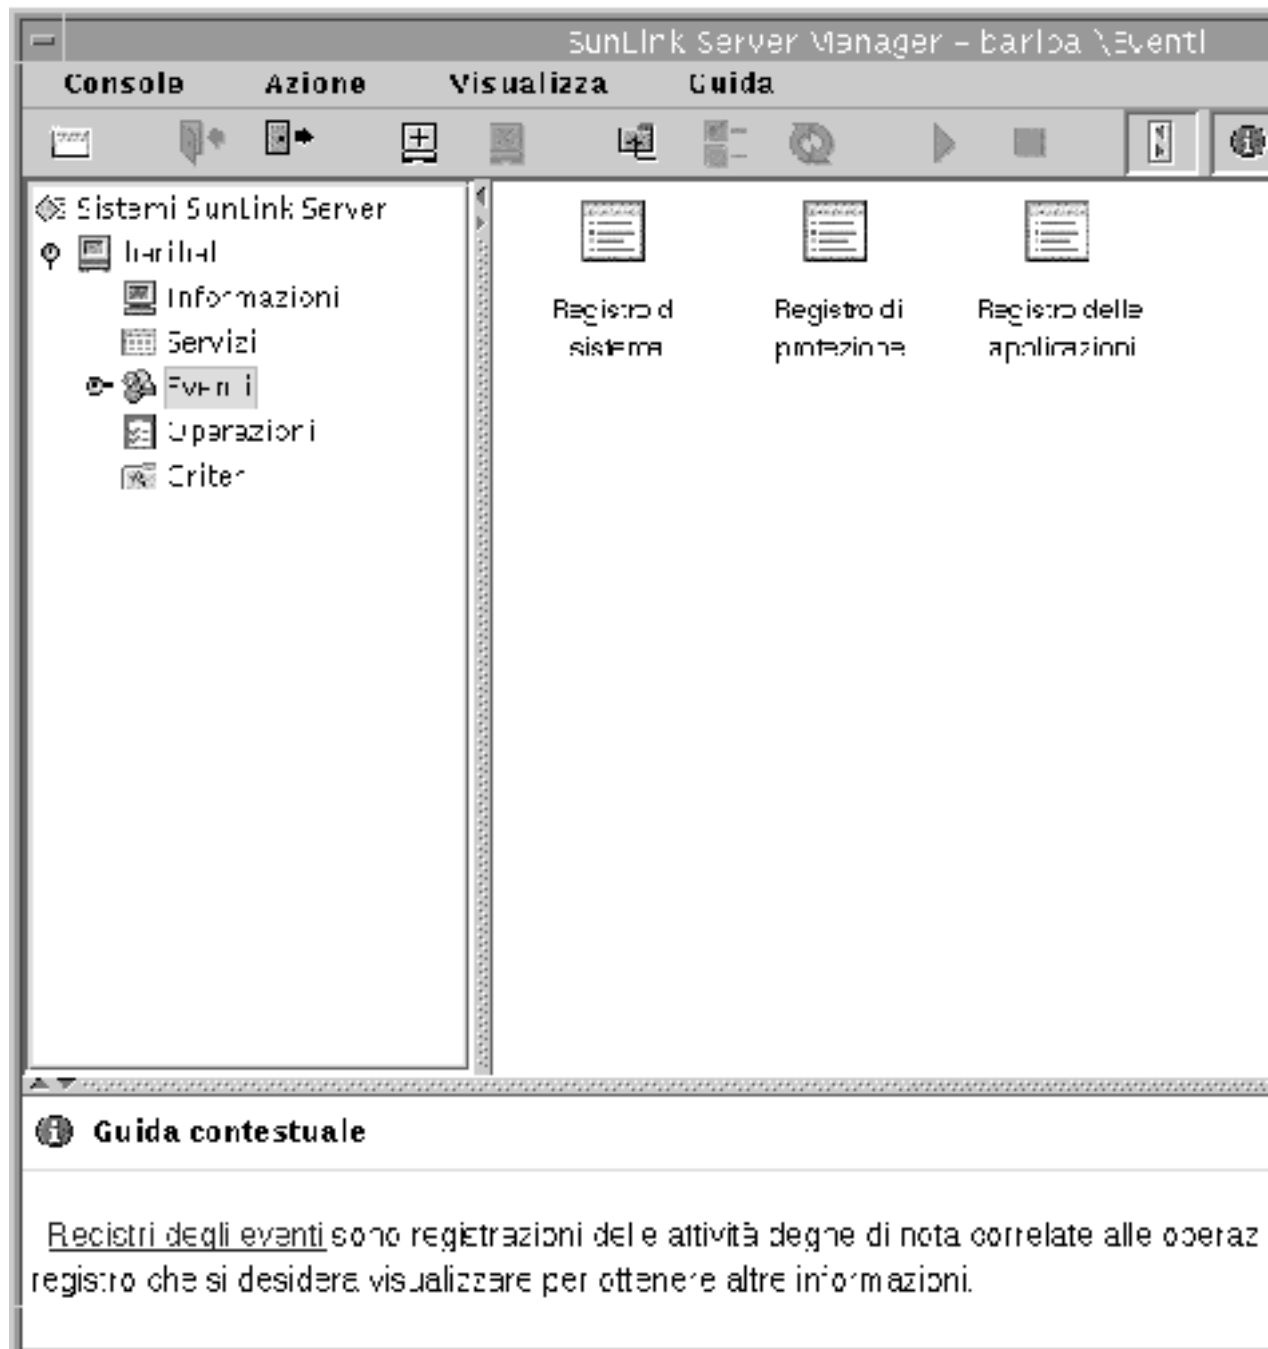 SunLink Server Manager – baribal \Eventi
Console Azione Visualizza Guida
Sistemi SunLink Server
baribal
Informazioni
Servizi
Eventi
Operazioni
Criteri
Registro di
sistema
Registro di
protezione
Registro delle
applicazioni
Guida contestuale
Registri degli eventi sono registrazioni delle attività degne di nota correlate alle operaz
registro che si desidera visualizzare per ottenere altre informazioni.